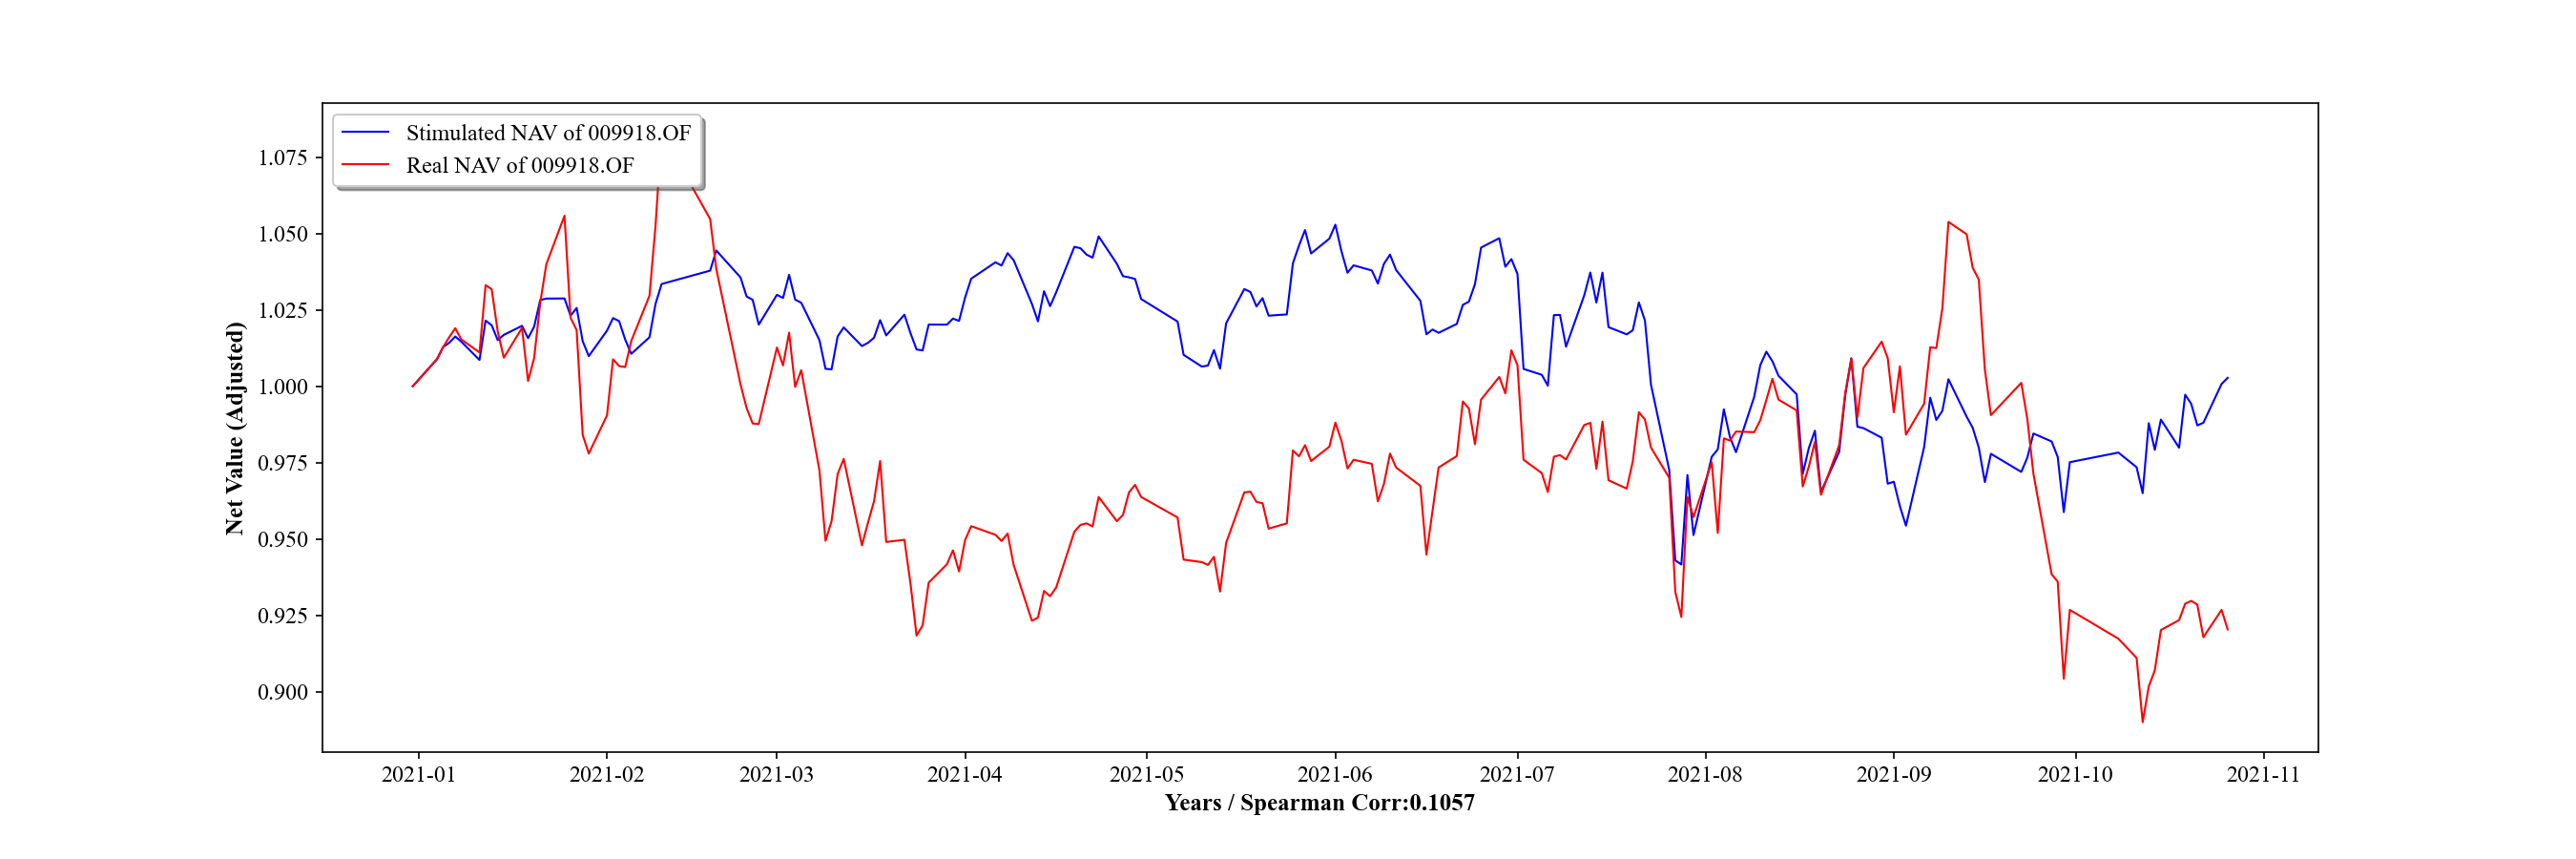 Stimulated NAV of 009918.OF
Real NAV of 009918.OF
Net Value (Adjusted)
1.075
1.050
1.025
1.000
0.975
0.950
0.925
0.900
2021-01 2021-02 2021-03 2021-04 2021-05 2021-06 2021-07 2021-08 2021-09 2021-10 2021-11
Years / Spearman Corr:0.1057